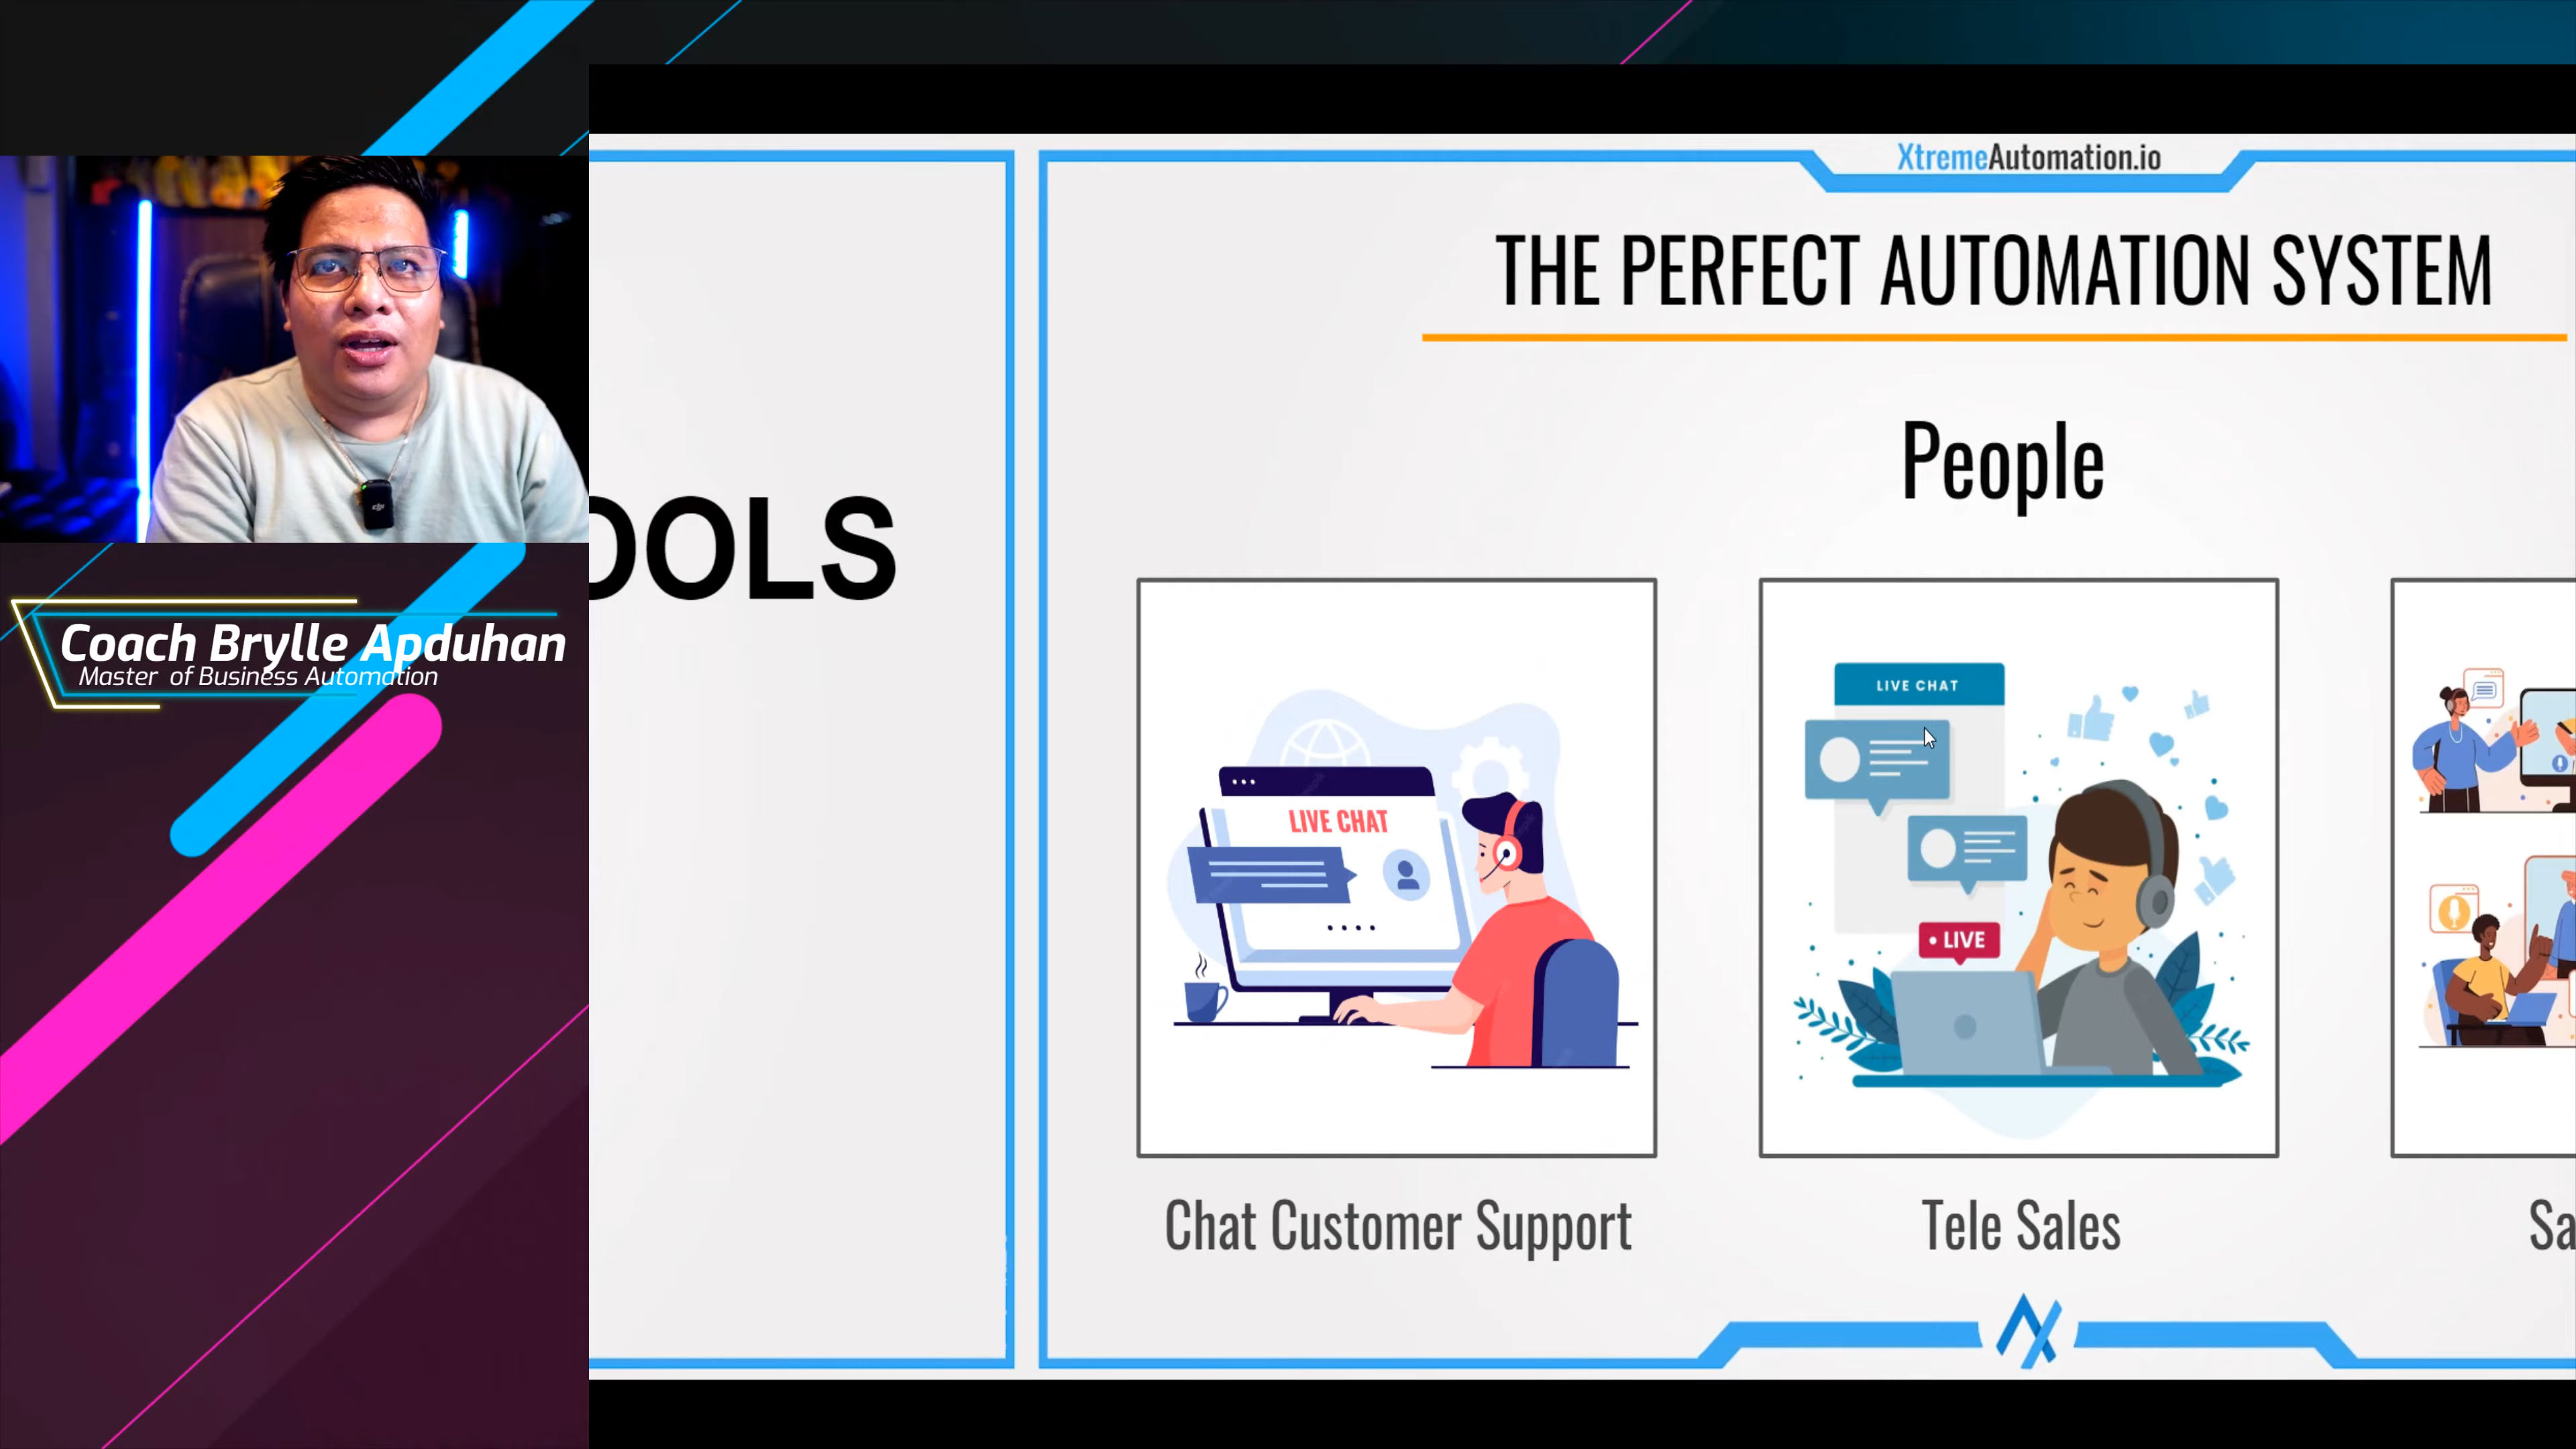 Coach Brylle Apduhan
Master of Business Automation
OOLS
XtremeAutomation.io
THE PERFECT AUTOMATION SYSTEM
People
LIVE CHAT
LIVE CHAT
• LIVE
Chat Customer Support
Tele Sales
Sa